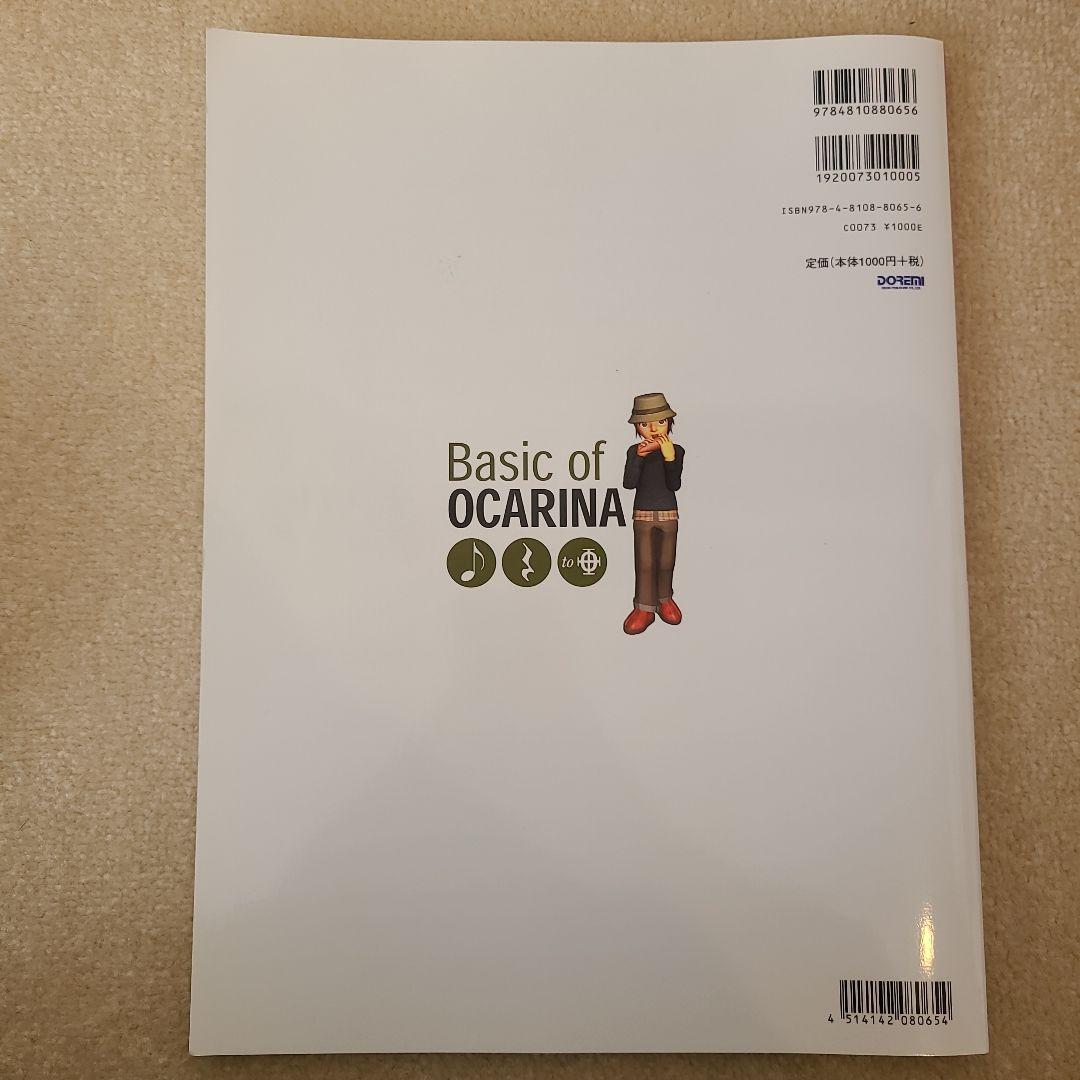 9784810880656
1920073010005
ISBN978-4-8108-8065-6
C0073 ¥1000E
定価(本体1000円+税)
DOREMI
Basic of
OCARINA
to
4 514142 080654